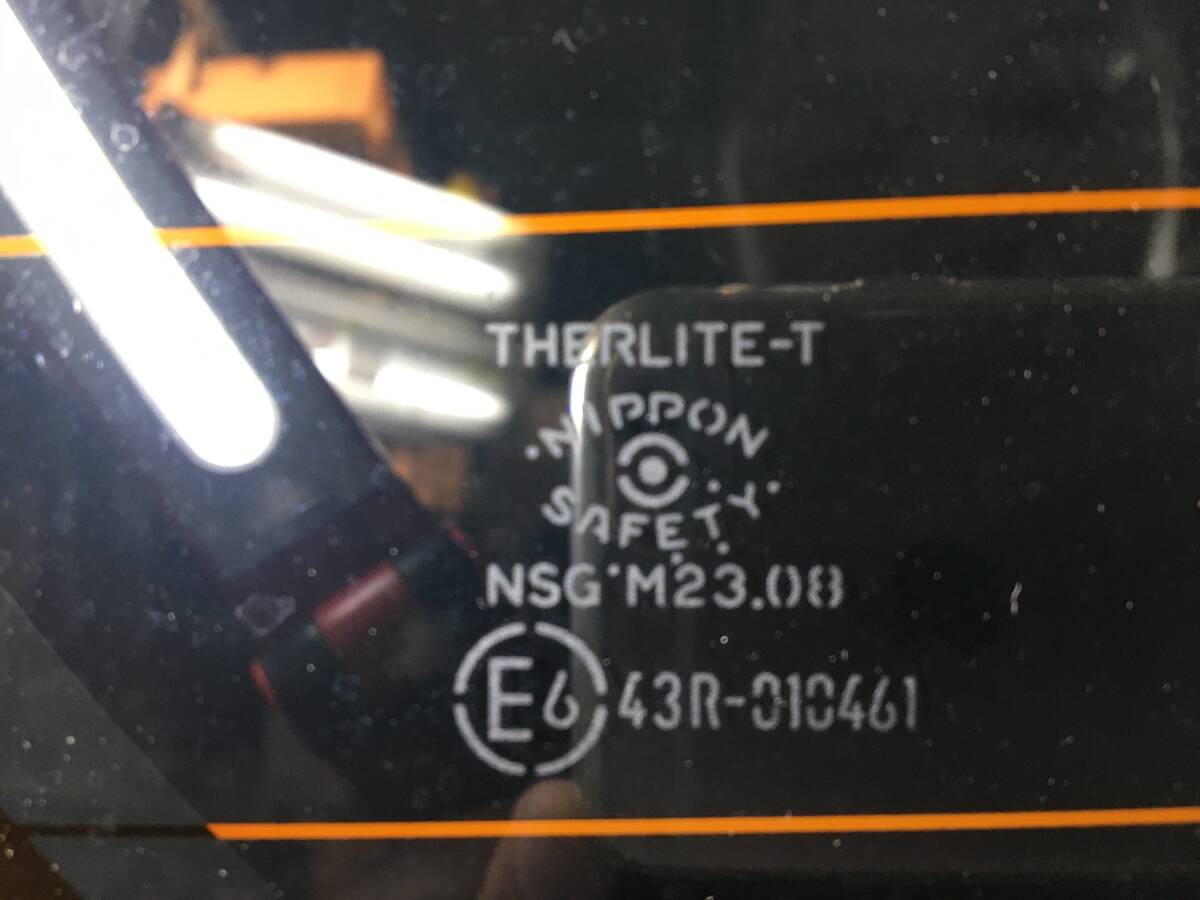 THERLITE-T
NIPPON
SAFETY
NSG M23.08
E6 43R-010461